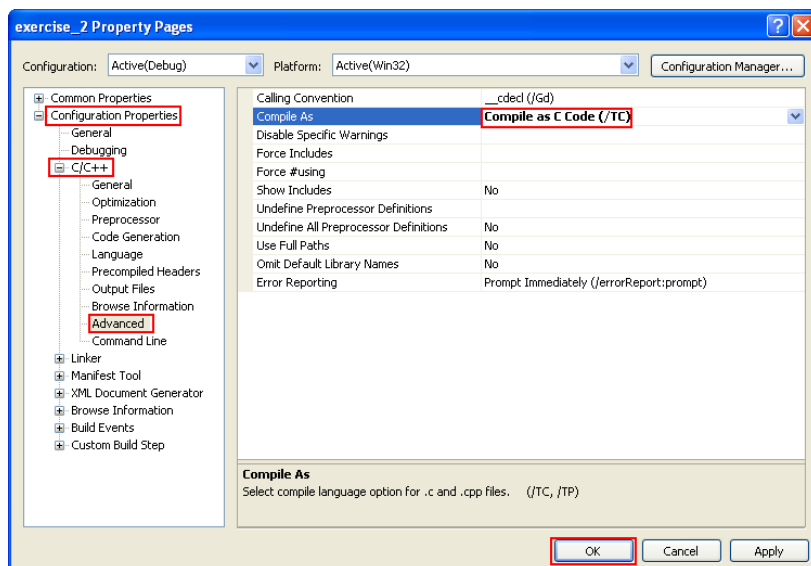 exercise_2 Property Pages
Configuration: Active(Debug) Platform: Active(Win32) Configuration Manager...
Common Properties
Configuration Properties
General
Debugging
C/C++
General
Optimization
Preprocessor
Code Generation
Language
Precompiled Headers
Output Files
Browse Information
Advanced
Command Line
Linker
Manifest Tool
XML Document Generator
Browse Information
Build Events
Custom Build Step
Calling Convention __cdecl (/Gd)
Compile As Compile as C Code (/TC)
Disable Specific Warnings
Force Includes
Force #using
Show Includes No
Undefine Preprocessor Definitions
Undefine All Preprocessor Definitions No
Use Full Paths No
Omit Default Library Names No
Error Reporting Prompt Immediately (/errorReport:prompt)
Compile As
Select compile language option for .c and .cpp files. (/TC, /TP)
OK Cancel Apply